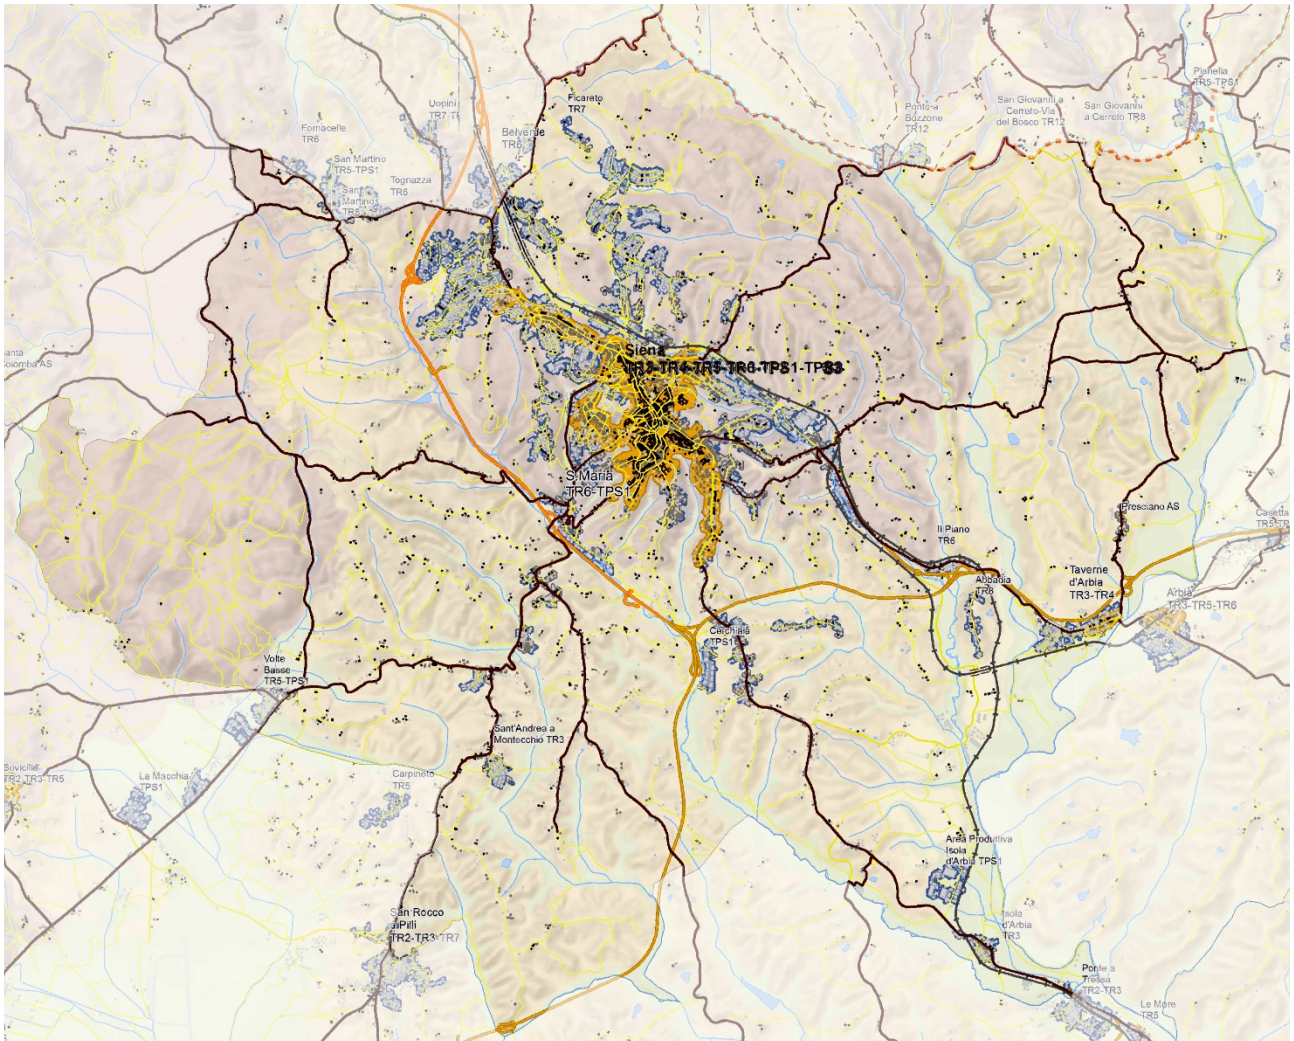 Ficareto
TR7
Uopini
TR7
Belverde
TR6
Fornacelle
TR6
San Martino
TR5-TPS1
Tognazza
TR6
San
Martino
TR8
Ponte a
Bozzone
TR12
San Giovanni a
Cerreto-Via
del Bosco TR12
San Giovanni
a Cerreto TR8
Pianella
TR5-TPS1
Siena
S.Maria
TR6-TPS1
Il Piano
TR6
Presciano AS
Casetta
Abbadia
TR8
Taverne
d'Arbia
TR3-TR4
Arbia
TR3-TR5-TR6
Cerchiaia
TPS1
Volte
Basse
TR5-TPS1
Sant'Andrea a
Montecchio TR3
Sovicille
TR2-TR3-TR5
La Macchia
TPS1
Carpineto
TR5
Area Produttiva
Isola
d'Arbia TPS1
San Rocco
a Pilli
TR2-TR3-TR7
Isola
d'Arbia
TR3
Ponte a
Tressa
TR2-TR3
Le More
TR5